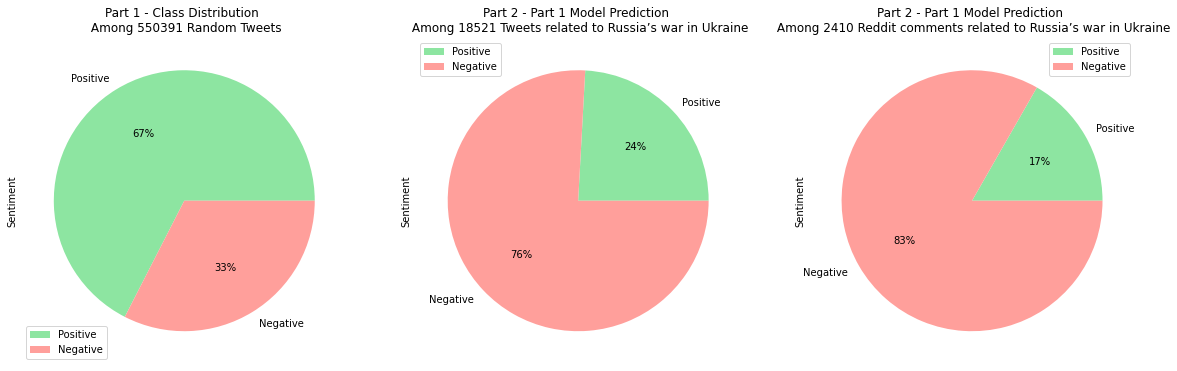 Part 1 - Class Distribution
Among 550391 Random Tweets
Positive
67%
Sentiment
33%
Negative
Positive
Negative
Part 2 - Part 1 Model Prediction
Among 18521 Tweets related to Russia’s war in Ukraine
Positive
Negative
Positive
24%
Sentiment
76%
Negative
Part 2 - Part 1 Model Prediction
Among 2410 Reddit comments related to Russia’s war in Ukraine
Positive
Negative
Positive
17%
Sentiment
83%
Negative